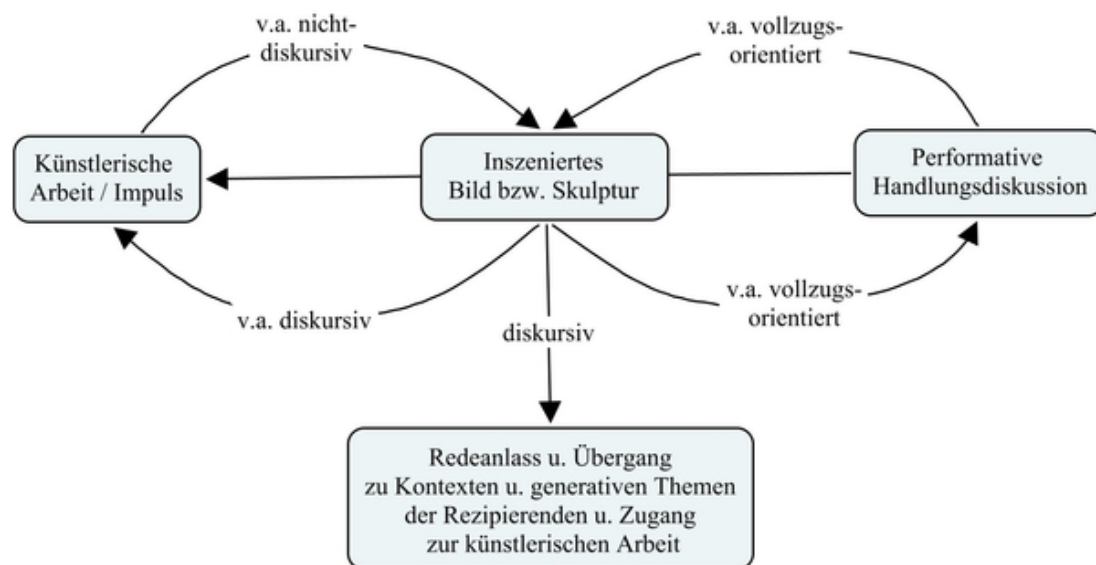 v.a. nicht-
diskursiv
v.a. vollzugs-
orientiert
Künstlerische
Arbeit / Impuls
Inszeniertes
Bild bzw. Skulptur
Performative
Handlungsdiskussion
v.a. diskursiv
diskursiv
v.a. vollzugs-
orientiert
Redeanlass u. Übergang
zu Kontexten u. generativen Themen
der Rezipierenden u. Zugang
zur künstlerischen Arbeit